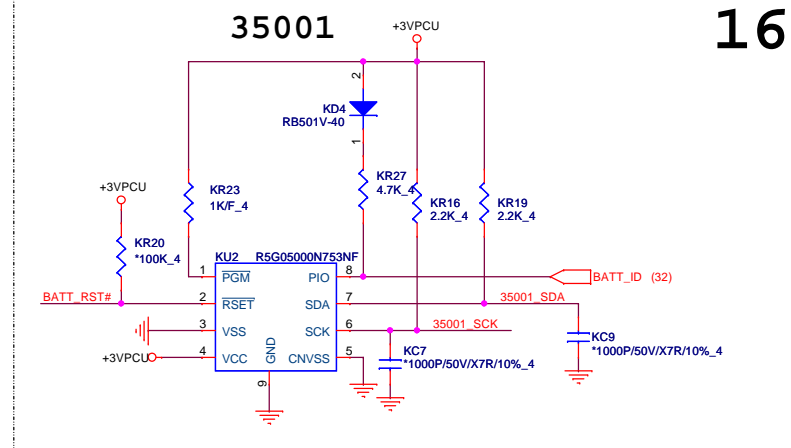 35001
16
+3VPCU
2
KD4
RB501V-40
1
+3VPCU
KR23
1K/F_4
KR27
4.7K_4
KR16
2.2K_4
KR19
2.2K_4
KR20
*100K_4
KU2 R5G05000N753NF
1 PGM PIO 8 BATT_ID (32)
BATT_RST# 2 RSET SDA 7 35001_SDA
3 VSS SCK 6 35001_SCK
+3VPCU 4 VCC GND CNVSS 5
9
KC7
*1000P/50V/X7R/10%_4
KC9
*1000P/50V/X7R/10%_4